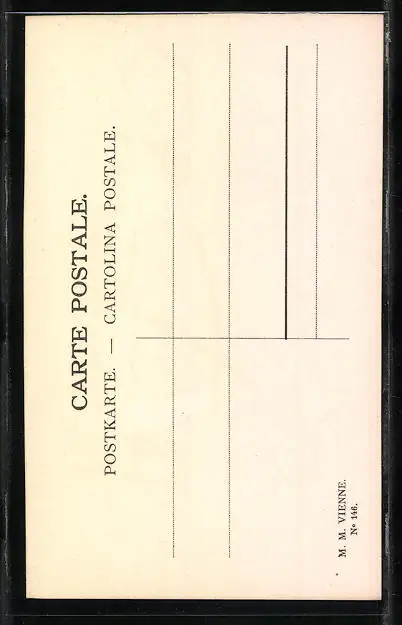 CARTE POSTALE.
POSTKARTE. — CARTOLINA POSTALE.
M. M. VIENNE.
No 146.